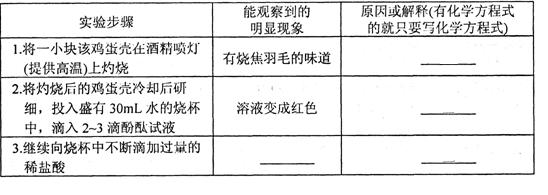 实验步骤
能观察到的
明显现象
原因或解释(有化学方程式
的就只要写化学方程式)
1.将一小块该鸡蛋壳在酒精喷灯
(提供高温)上灼烧
有烧焦羽毛的味道
2.将灼烧后的鸡蛋壳冷却后研
细，投入盛有30mL 水的烧杯
中，滴入 2~3 滴酚酞试液
溶液变成红色
3.继续向烧杯中不断滴加过量的
稀盐酸